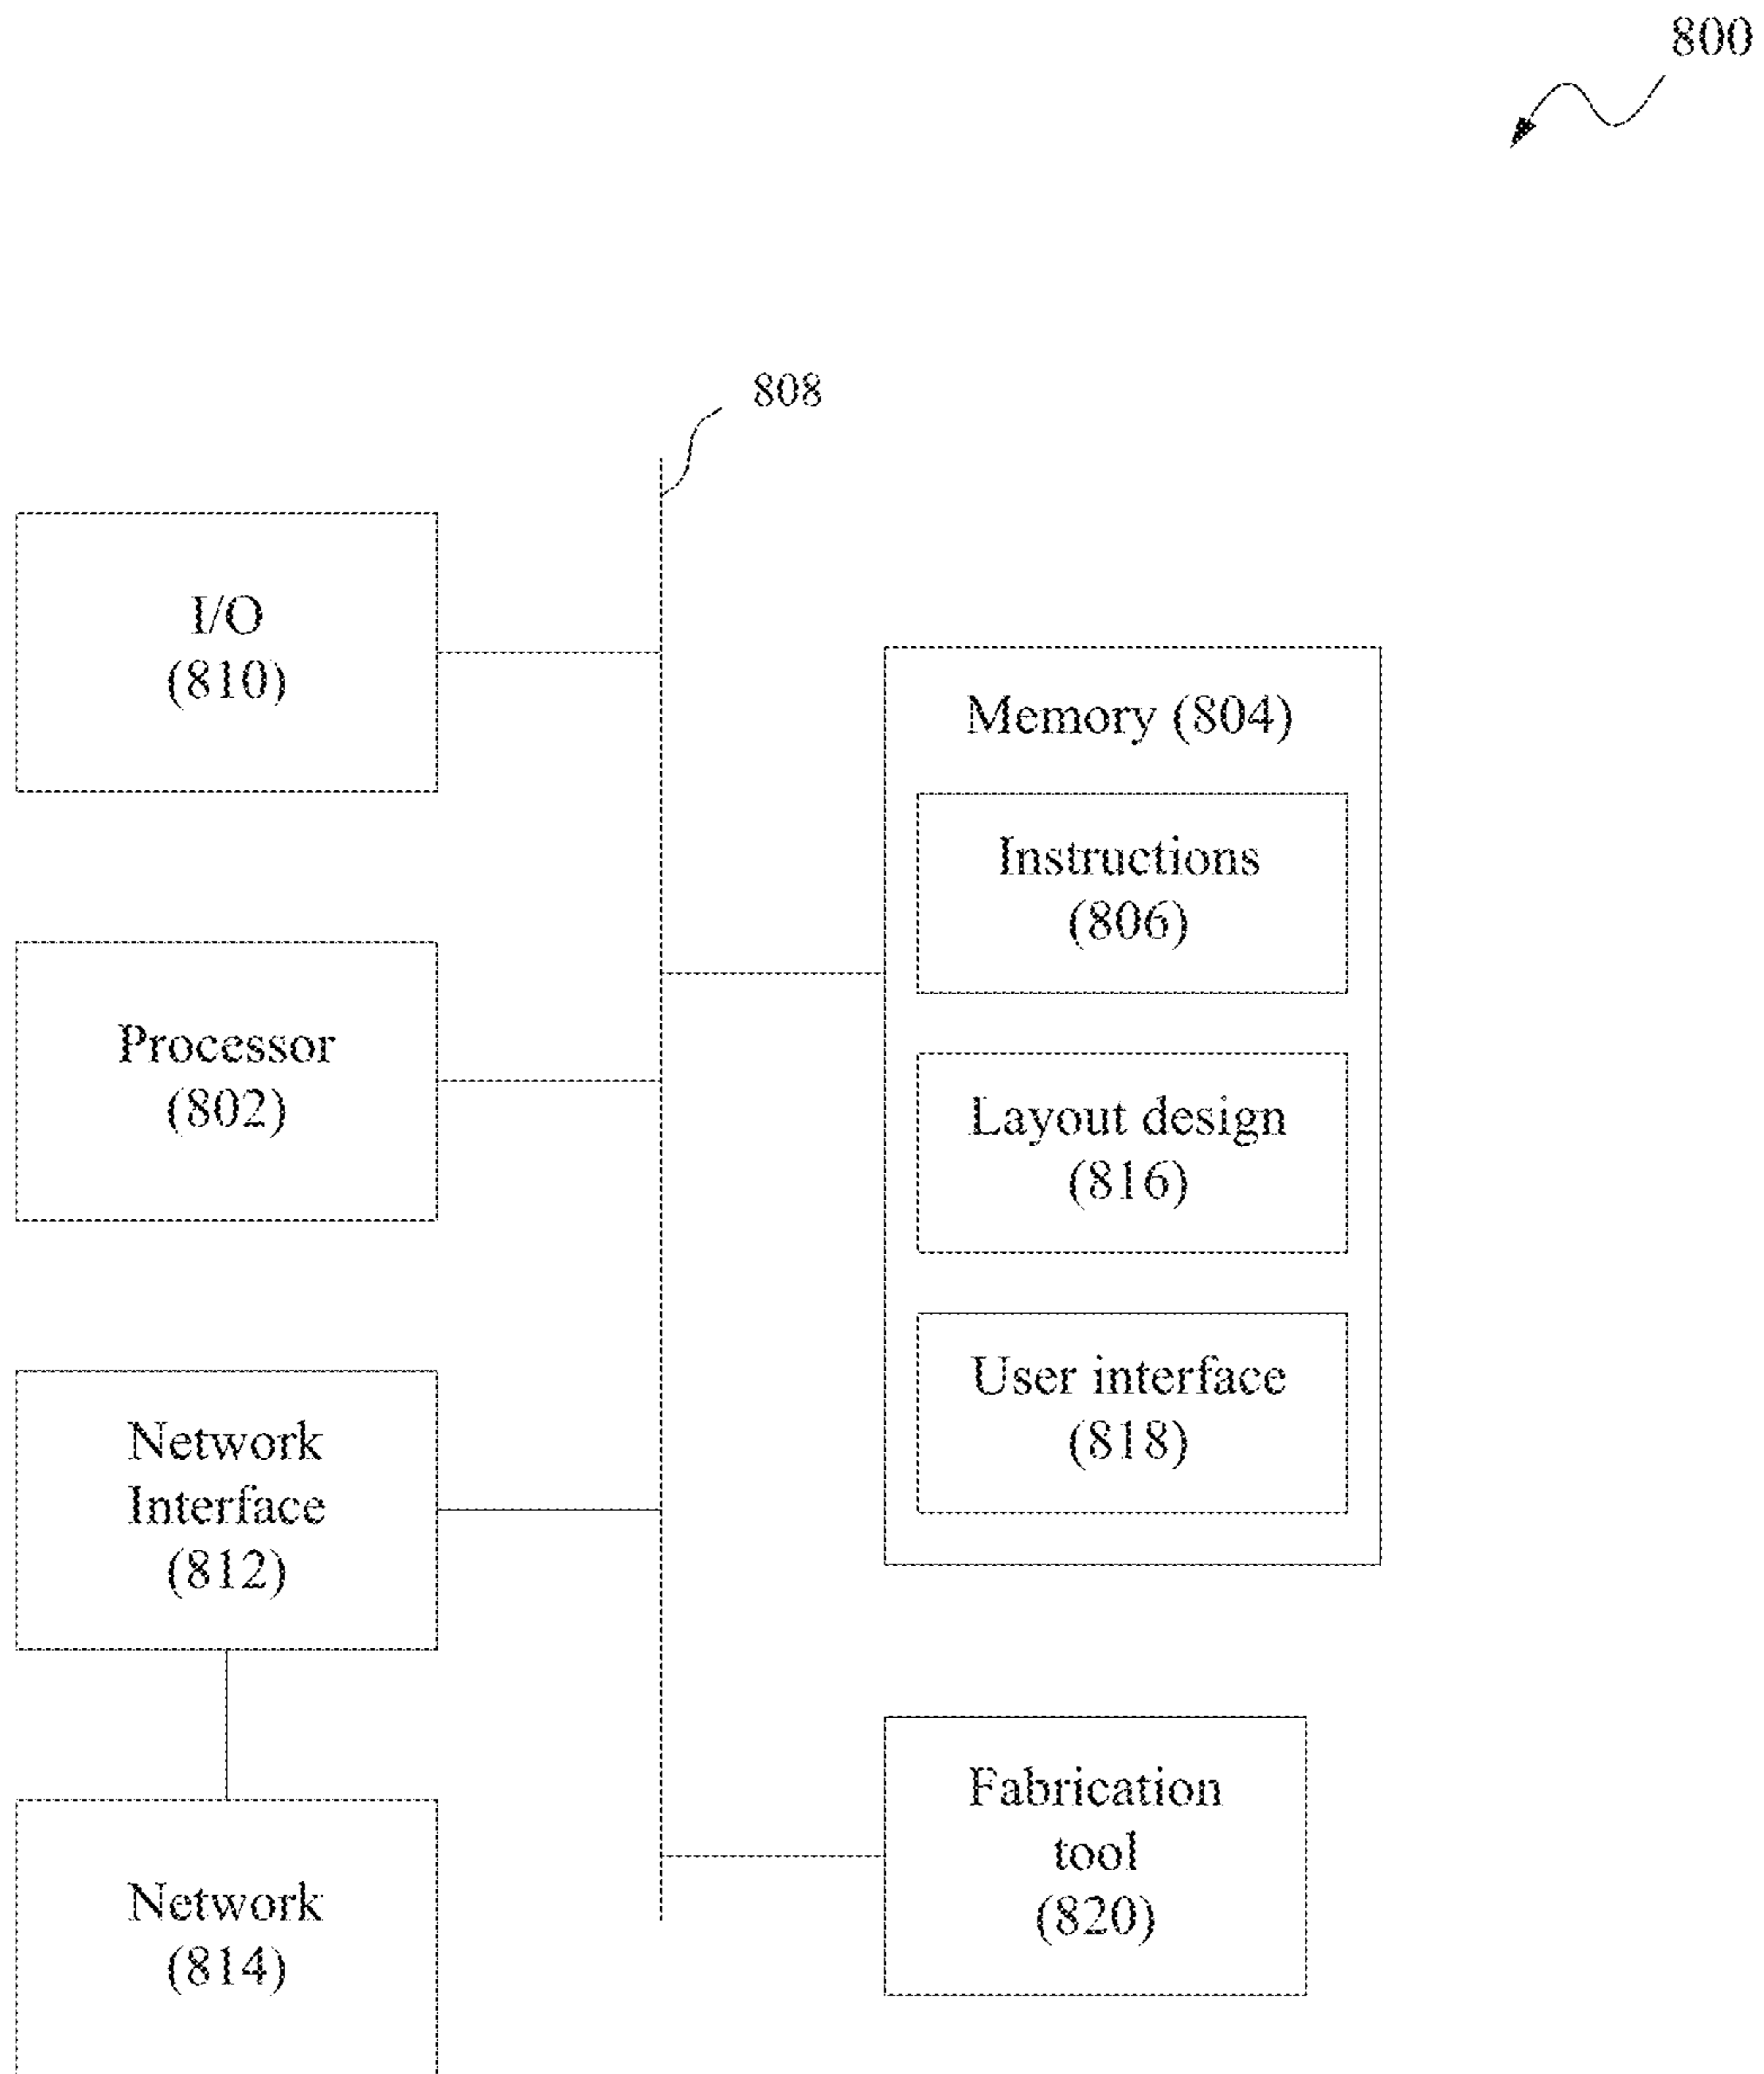 800
808
I/O
(810)
Processor
(802)
Network
Interface
(812)
Network
(814)
Memory (804)
Instructions
(806)
Layout design
(816)
User interface
(818)
Fabrication
tool
(820)